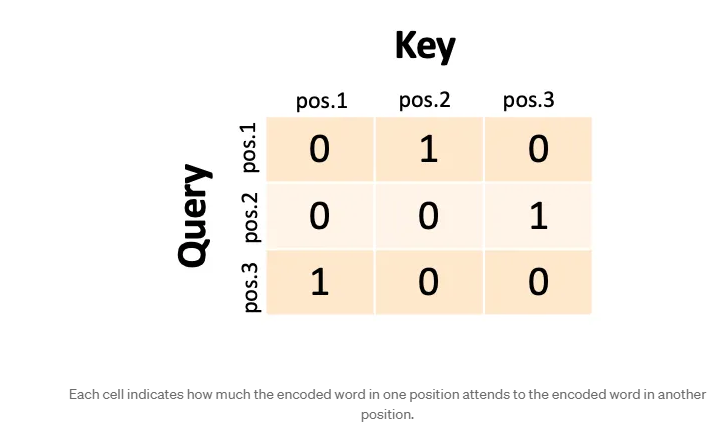 Key
pos.1 pos.2 pos.3
Query
pos.1 0 1 0
pos.2 0 0 1
pos.3 1 0 0
Each cell indicates how much the encoded word in one position attends to the encoded word in another
position.